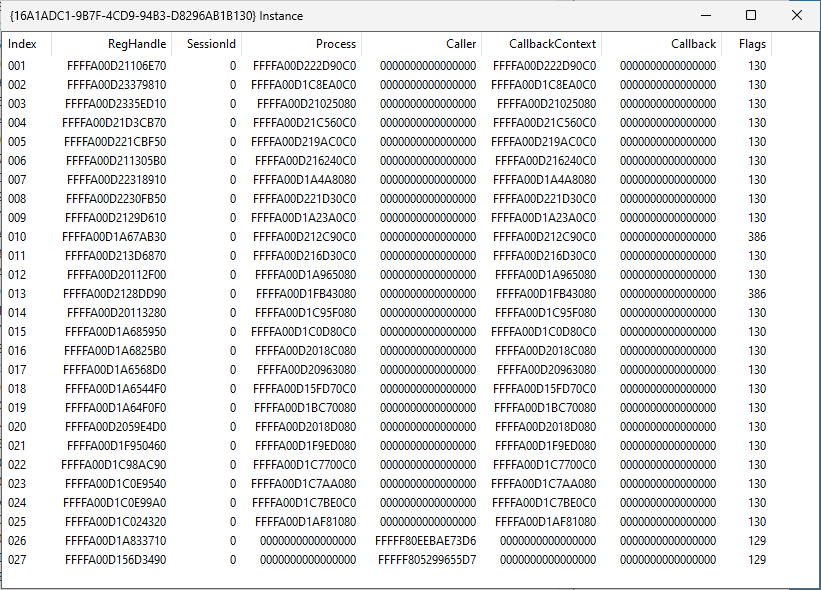 {16A1ADC1-9B7F-4CD9-94B3-D8296AB1B130} Instance
Index RegHandle SessionId Process Caller CallbackContext Callback Flags
001 FFFFA00D21106E70 0 FFFFA00D222D90C0 0000000000000000 FFFFA00D222D90C0 0000000000000000 130
002 FFFFA00D23379810 0 FFFFA00D1C8EA0C0 0000000000000000 FFFFA00D1C8EA0C0 0000000000000000 130
003 FFFFA00D2335ED10 0 FFFFA00D21025080 0000000000000000 FFFFA00D21025080 0000000000000000 130
004 FFFFA00D21D3CB70 0 FFFFA00D21C560C0 0000000000000000 FFFFA00D21C560C0 0000000000000000 130
005 FFFFA00D221CBF50 0 FFFFA00D219AC0C0 0000000000000000 FFFFA00D219AC0C0 0000000000000000 130
006 FFFFA00D211305B0 0 FFFFA00D216240C0 0000000000000000 FFFFA00D216240C0 0000000000000000 130
007 FFFFA00D22318910 0 FFFFA00D1A4A8080 0000000000000000 FFFFA00D1A4A8080 0000000000000000 130
008 FFFFA00D2230FB50 0 FFFFA00D221D30C0 0000000000000000 FFFFA00D221D30C0 0000000000000000 130
009 FFFFA00D2129D610 0 FFFFA00D1A23A0C0 0000000000000000 FFFFA00D1A23A0C0 0000000000000000 130
010 FFFFA00D1A67AB30 0 FFFFA00D212C90C0 0000000000000000 FFFFA00D212C90C0 0000000000000000 386
011 FFFFA00D213D6870 0 FFFFA00D216D30C0 0000000000000000 FFFFA00D216D30C0 0000000000000000 130
012 FFFFA00D20112F00 0 FFFFA00D1A965080 0000000000000000 FFFFA00D1A965080 0000000000000000 130
013 FFFFA00D2128DD90 0 FFFFA00D1FB43080 0000000000000000 FFFFA00D1FB43080 0000000000000000 386
014 FFFFA00D20113280 0 FFFFA00D1C95F080 0000000000000000 FFFFA00D1C95F080 0000000000000000 130
015 FFFFA00D1A685950 0 FFFFA00D1C0D80C0 0000000000000000 FFFFA00D1C0D80C0 0000000000000000 130
016 FFFFA00D1A6825B0 0 FFFFA00D2018C080 0000000000000000 FFFFA00D2018C080 0000000000000000 130
017 FFFFA00D1A6568D0 0 FFFFA00D20963080 0000000000000000 FFFFA00D20963080 0000000000000000 130
018 FFFFA00D1A6544F0 0 FFFFA00D15FD70C0 0000000000000000 FFFFA00D15FD70C0 0000000000000000 130
019 FFFFA00D1A64F0F0 0 FFFFA00D1BC70080 0000000000000000 FFFFA00D1BC70080 0000000000000000 130
020 FFFFA00D2059E4D0 0 FFFFA00D2018D080 0000000000000000 FFFFA00D2018D080 0000000000000000 130
021 FFFFA00D1F950460 0 FFFFA00D1F9ED080 0000000000000000 FFFFA00D1F9ED080 0000000000000000 130
022 FFFFA00D1C98AC90 0 FFFFA00D1C7700C0 0000000000000000 FFFFA00D1C7700C0 0000000000000000 130
023 FFFFA00D1C0E9540 0 FFFFA00D1C7AA080 0000000000000000 FFFFA00D1C7AA080 0000000000000000 130
024 FFFFA00D1C0E99A0 0 FFFFA00D1C7BE0C0 0000000000000000 FFFFA00D1C7BE0C0 0000000000000000 130
025 FFFFA00D1C024320 0 FFFFA00D1AF81080 0000000000000000 FFFFA00D1AF81080 0000000000000000 130
026 FFFFA00D1A833710 0 0000000000000000 FFFFF80EEBAE73D6 0000000000000000 0000000000000000 129
027 FFFFA00D156D3490 0 0000000000000000 FFFFF805299655D7 0000000000000000 0000000000000000 129